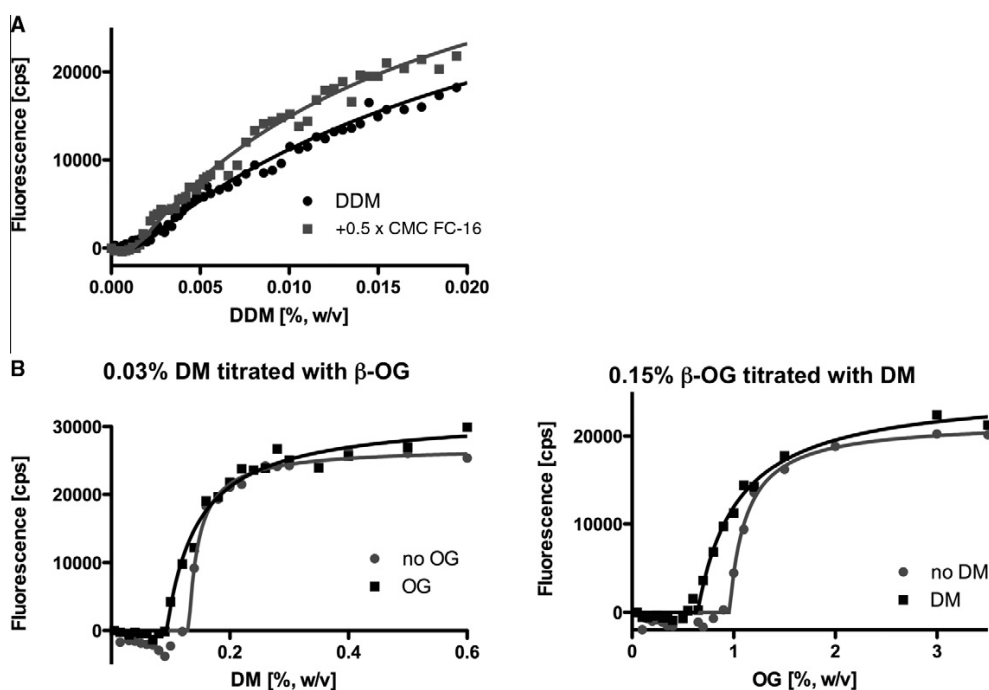 A
Fluorescence [cps]
20000
10000
0
DDM
+0.5 x CMC FC-16
0.000
0.005
0.010
0.015
0.020
DDM [%, w/v]
B
0.03% DM titrated with β-OG
Fluorescence [cps]
30000
20000
10000
0
no OG
OG
0.2
0.4
0.6
DM [%, w/v]
0.15% β-OG titrated with DM
Fluorescence [cps]
20000
10000
0
no DM
DM
0
1
2
3
OG [%, w/v]